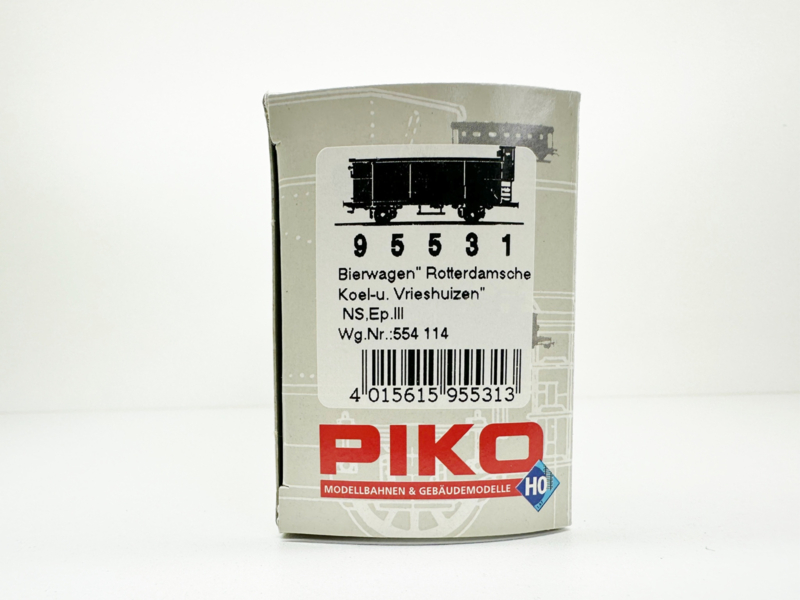 9 5 5 3 1
Bierwagen" Rotterdamsche
Koel-u. Vrieshuizen"
NS,Ep.III
Wg.Nr.:554 114
4 015615 955313
PIKO
MODELLBAHNEN & GEBÄUDEMODELLE
H0